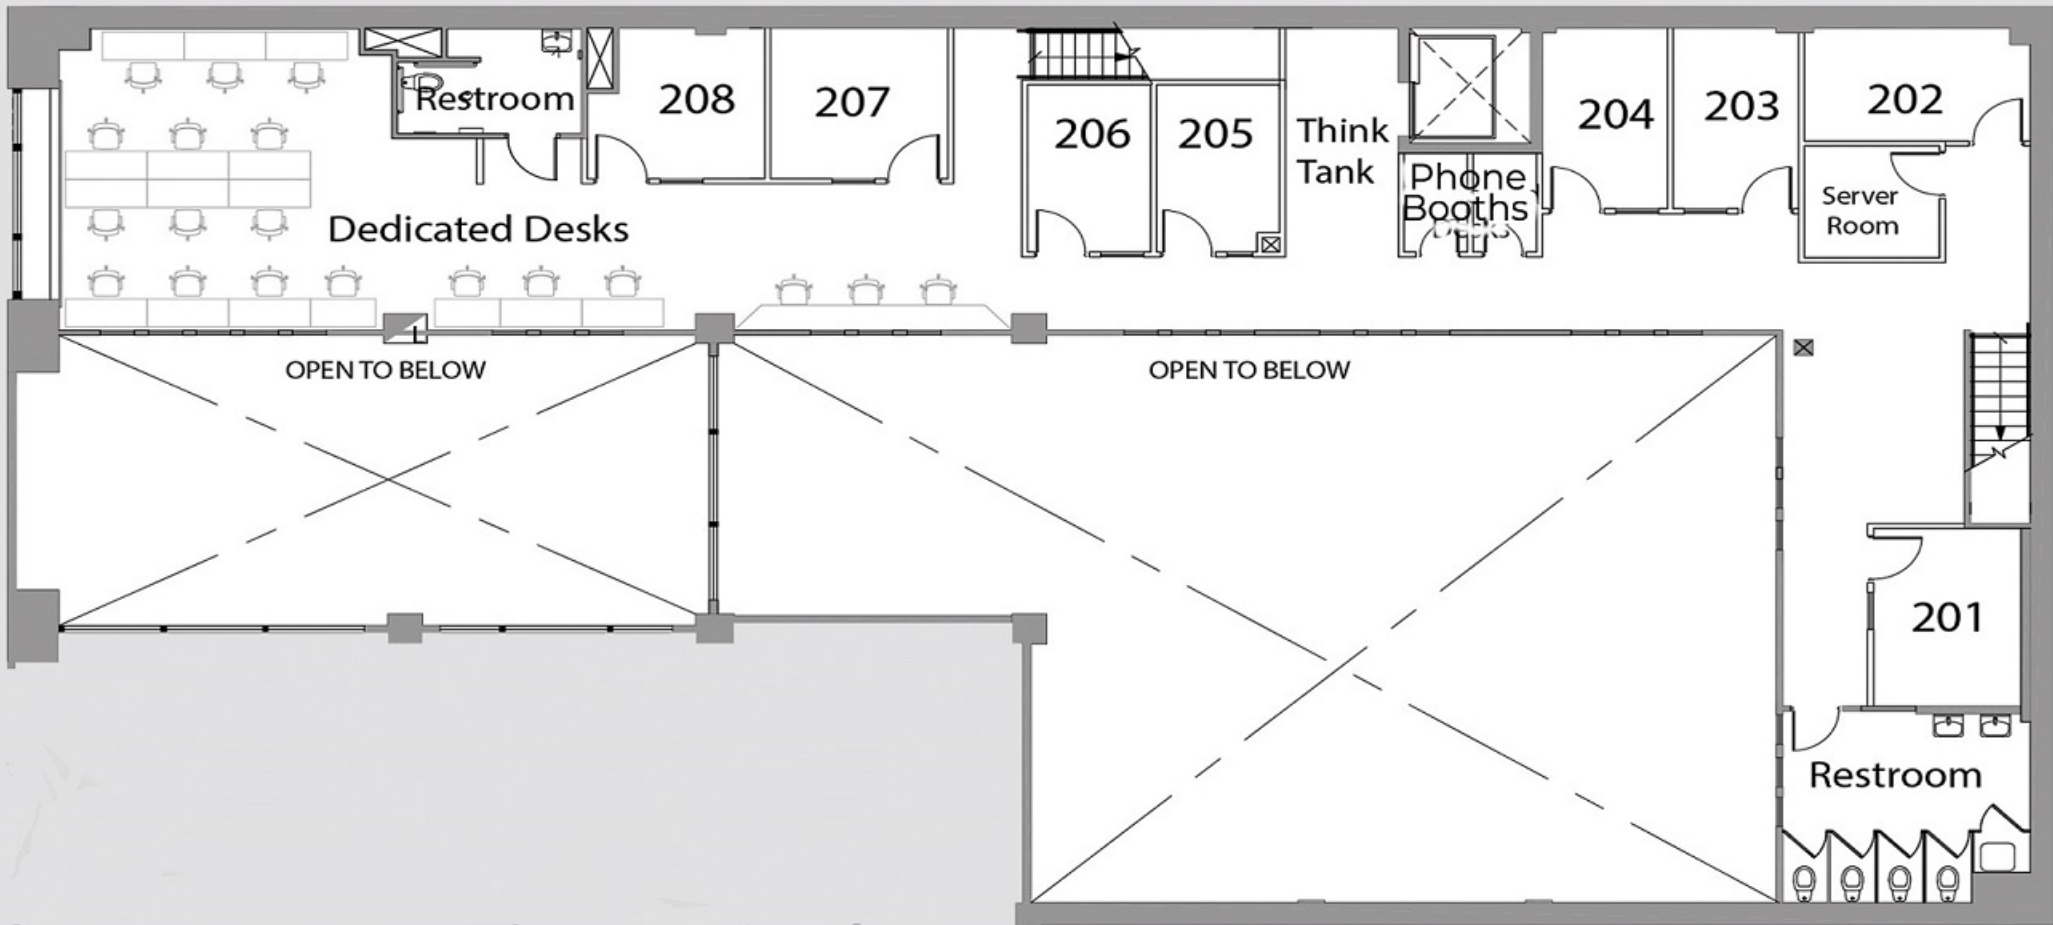 208
207
204
203
202
Restroom
206
205
Think
Tank
Phone
Booths
Server
Room
Dedicated Desks
OPEN TO BELOW
OPEN TO BELOW
201
Restroom